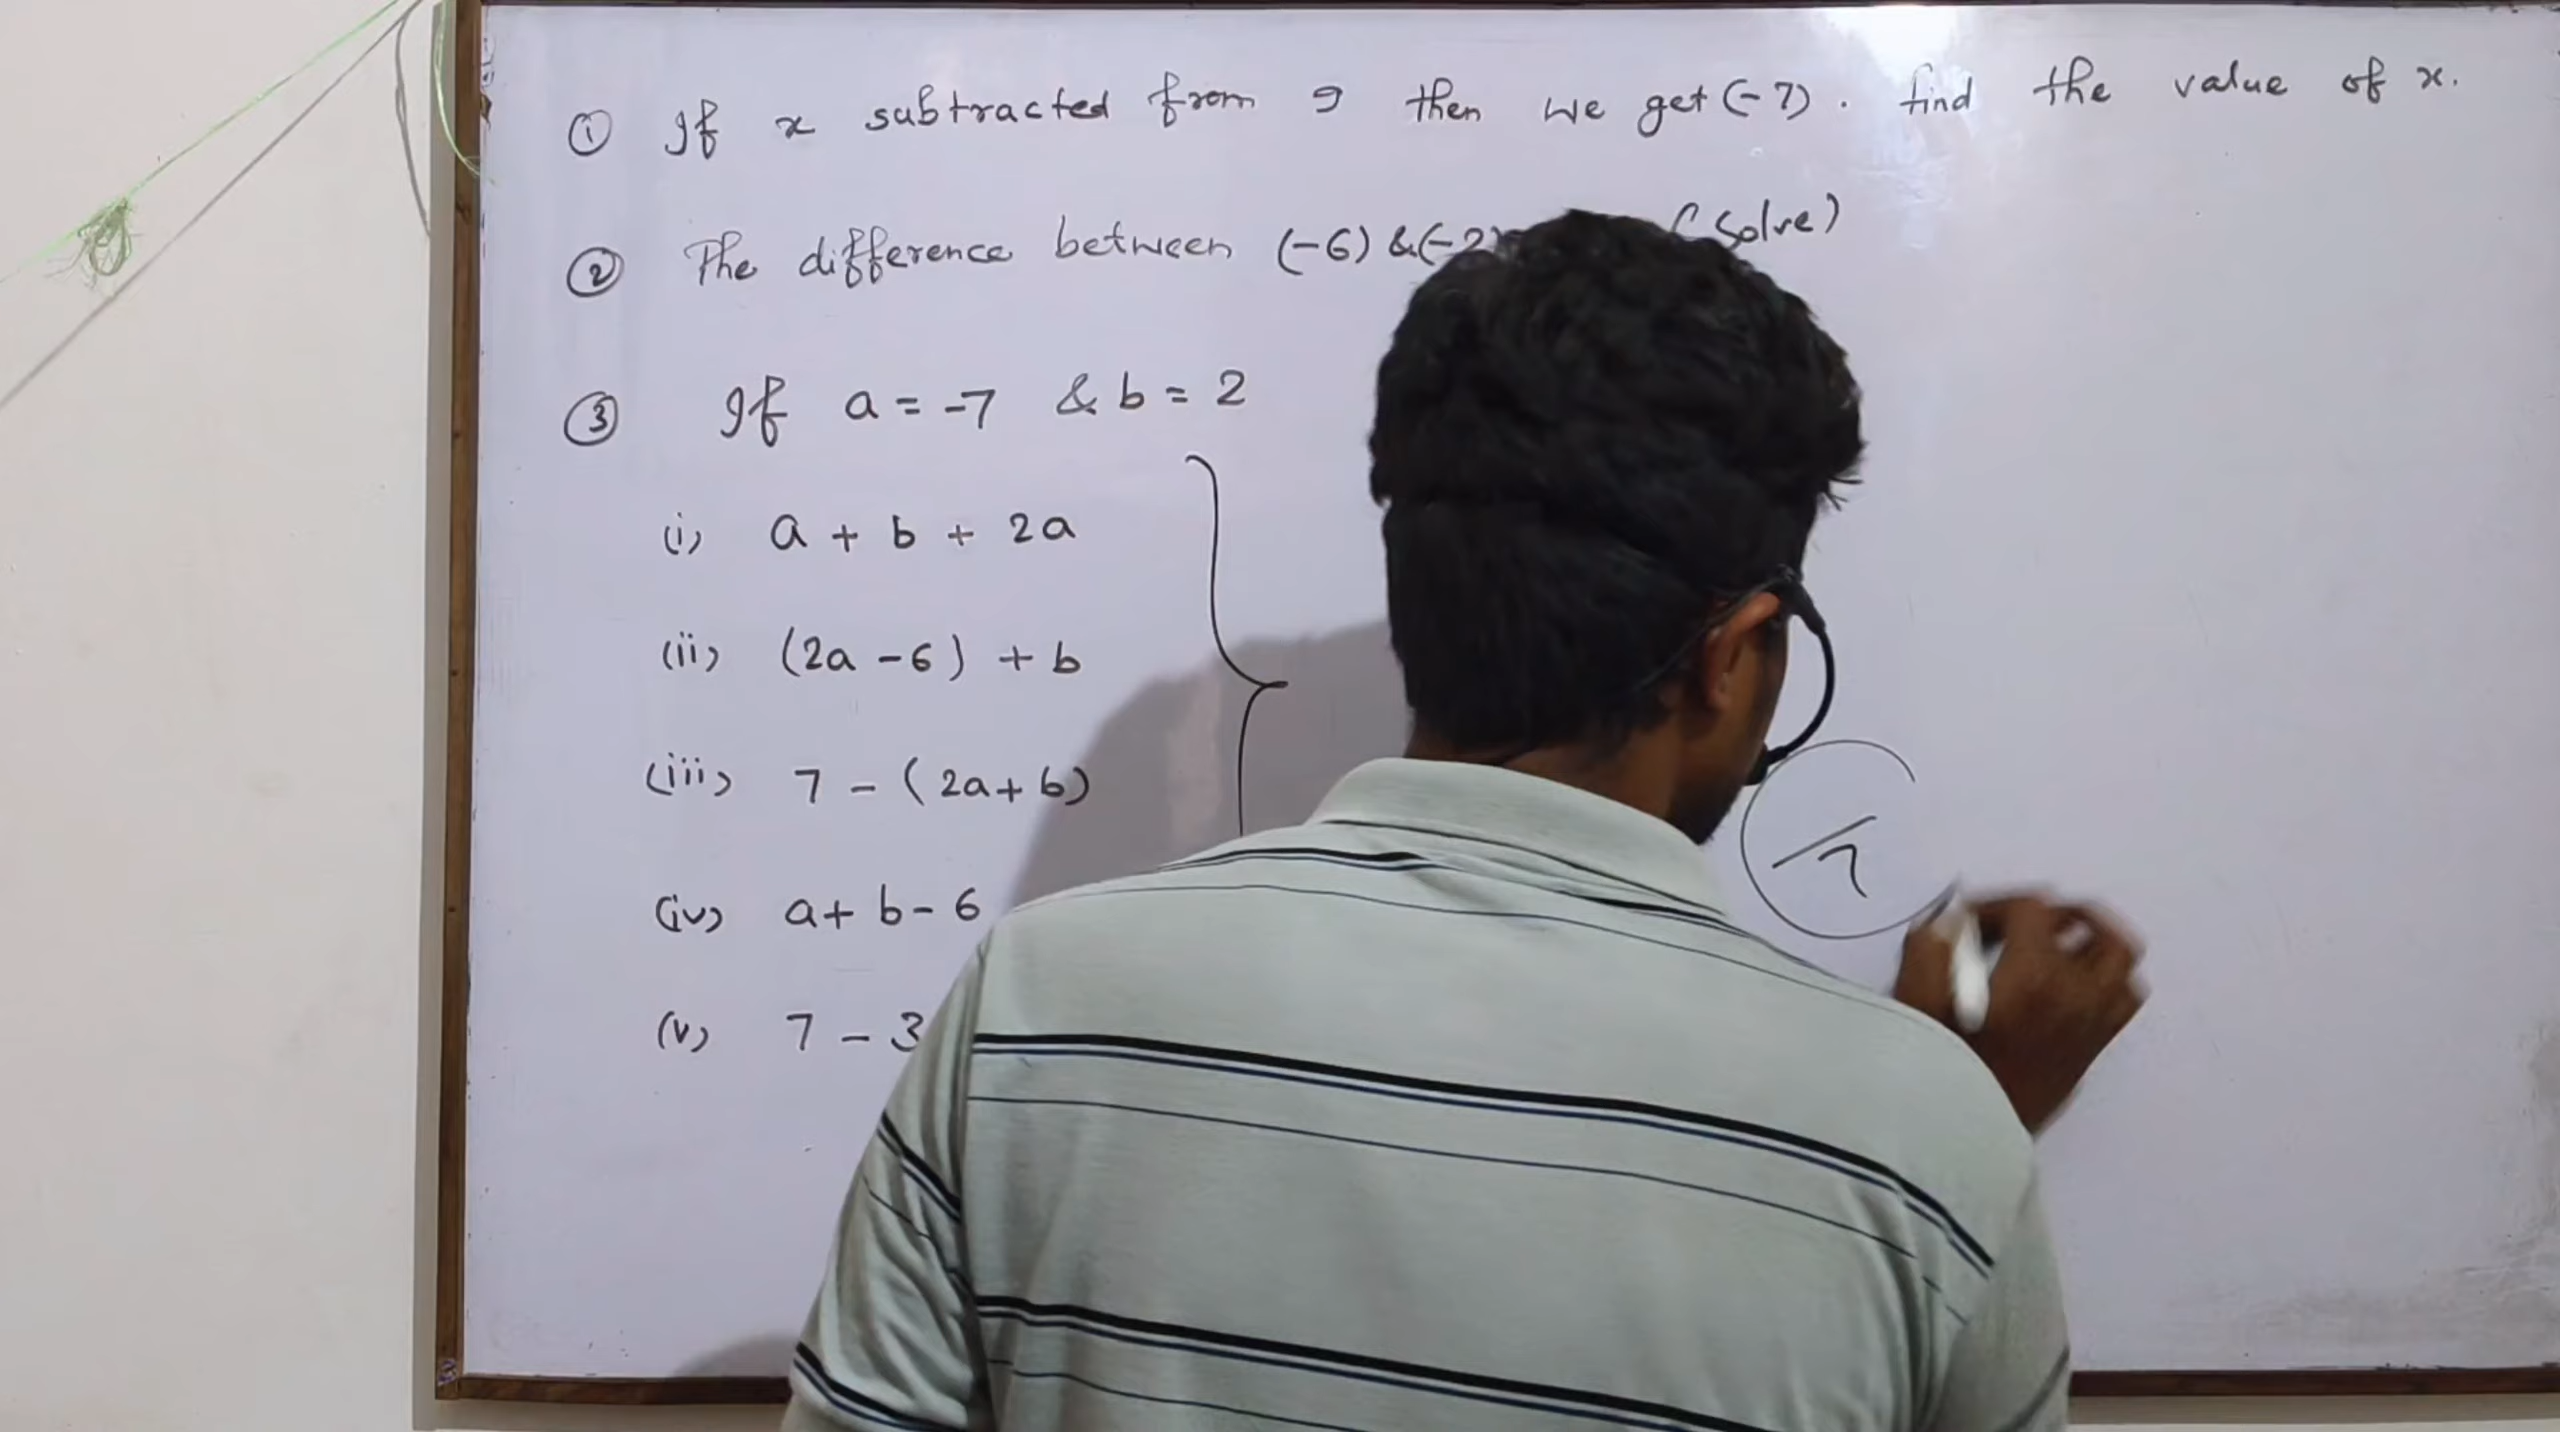 ① If x subtracted from 9 then we get (-7). find the value of x.
② The difference between (-6) & (-2) (Solve)
③ If a = -7 & b = 2
(i) a + b + 2a
(ii) (2a - 6) + b
(iii) 7 - (2a + b)
(iv) a + b - 6
(v) 7 - 3